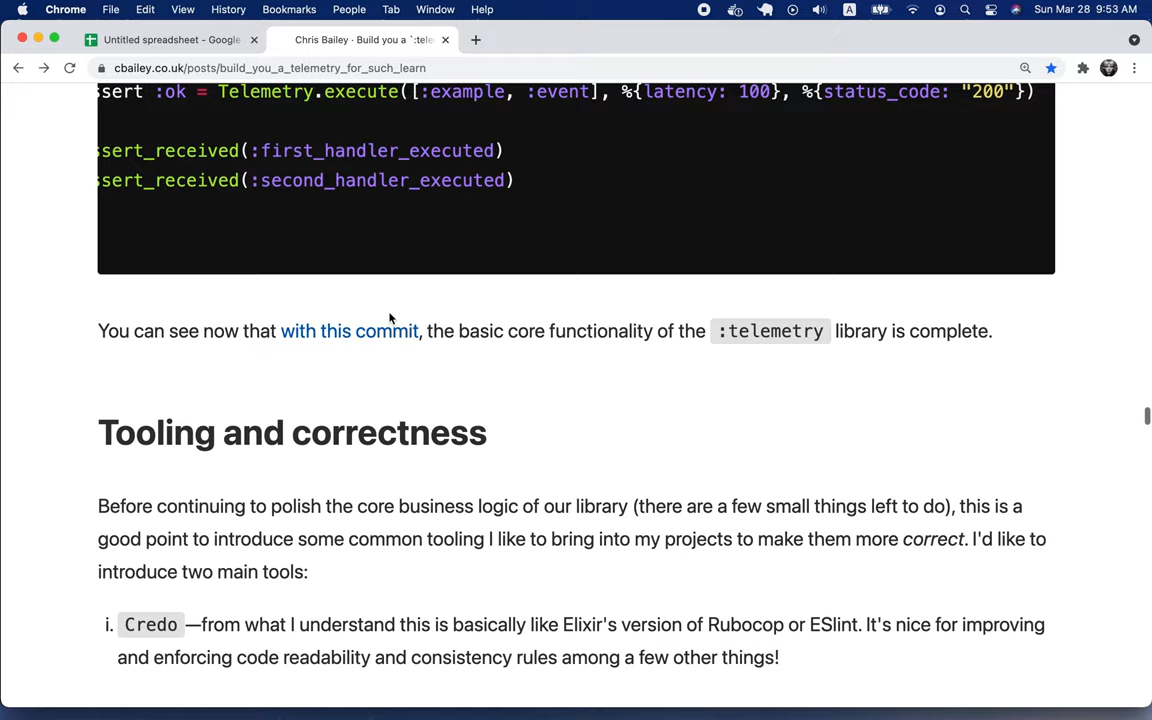 Chrome File Edit View History Bookmarks People Tab Window Help A Sun Mar 28 9:53 AM
Untitled spreadsheet - Google Chris Bailey · Build you a `:tele
cbailey.co.uk/posts/build_you_a_telemetry_for_such_learn
ssert :ok = Telemetry.execute([:example, :event], %{latency: 100}, %{status_code: "200"})
ssert_received(:first_handler_executed)
ssert_received(:second_handler_executed)
You can see now that with this commit, the basic core functionality of the :telemetry library is complete.
Tooling and correctness
Before continuing to polish the core business logic of our library (there are a few small things left to do), this is a
good point to introduce some common tooling I like to bring into my projects to make them more correct. I'd like to
introduce two main tools:
i. Credo—from what I understand this is basically like Elixir's version of Rubocop or ESlint. It's nice for improving
and enforcing code readability and consistency rules among a few other things!